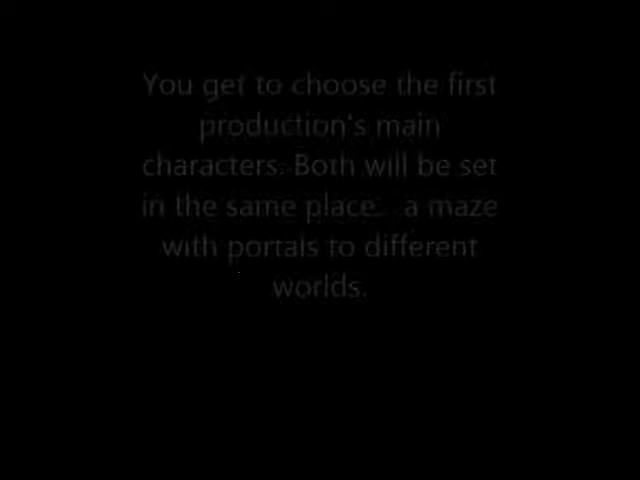 You get to choose the first
production's main
characters. Both will be set
in the same place: a maze
with portals to different
worlds.